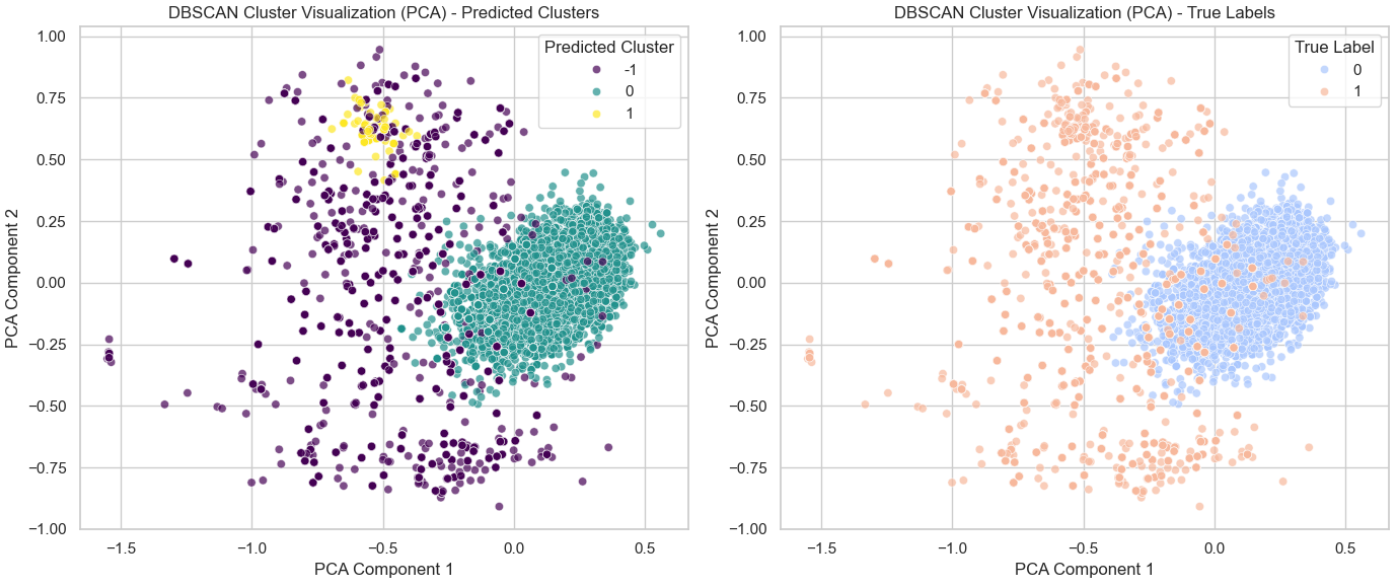 DBSCAN Cluster Visualization (PCA) - Predicted Clusters
Predicted Cluster
-1
0
1
1.00
0.75
0.50
0.25
0.00
−0.25
−0.50
−0.75
−1.00
PCA Component 2
−1.5 −1.0 −0.5 0.0 0.5
PCA Component 1
DBSCAN Cluster Visualization (PCA) - True Labels
True Label
0
1
1.00
0.75
0.50
0.25
0.00
−0.25
−0.50
−0.75
−1.00
PCA Component 2
−1.5 −1.0 −0.5 0.0 0.5
PCA Component 1